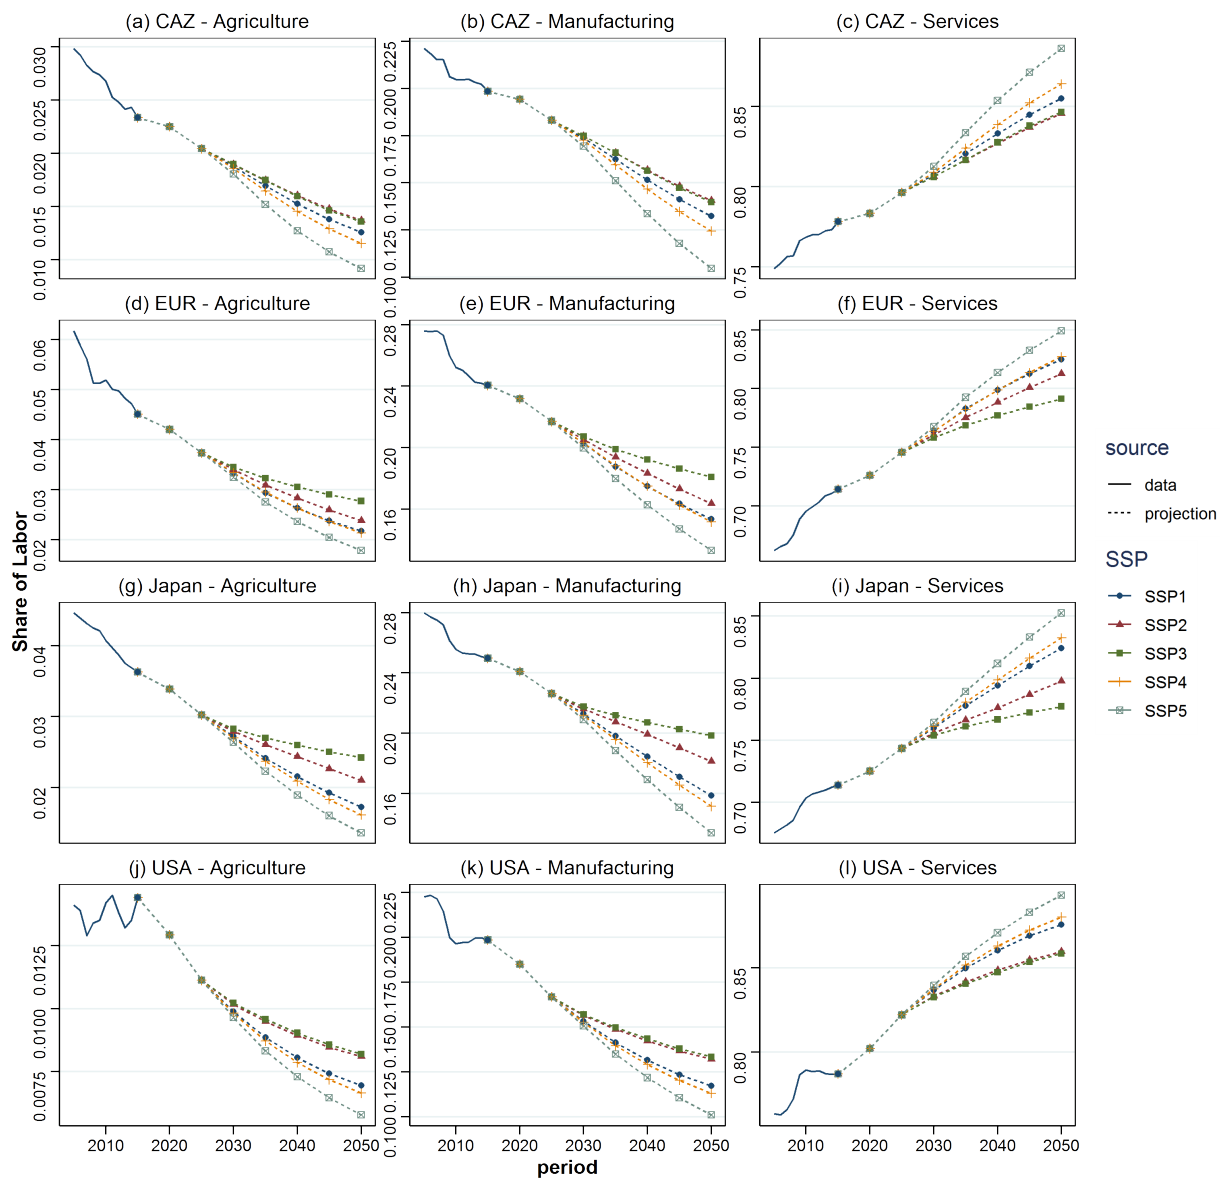 (a) CAZ - Agriculture
(b) CAZ - Manufacturing
(c) CAZ - Services
0.030
0.025
0.020
0.015
0.010
0.225
0.200
0.175
0.150
0.125
0.100
0.85
0.80
0.75
(d) EUR - Agriculture
(e) EUR - Manufacturing
(f) EUR - Services
0.06
0.05
0.04
0.03
0.02
0.28
0.24
0.20
0.16
0.85
0.80
0.75
0.70
(g) Japan - Agriculture
(h) Japan - Manufacturing
(i) Japan - Services
0.04
0.03
0.02
0.28
0.24
0.20
0.16
0.85
0.80
0.75
0.70
(j) USA - Agriculture
(k) USA - Manufacturing
(l) USA - Services
0.0125
0.0100
0.0075
0.225
0.200
0.175
0.150
0.125
0.100
0.85
0.80
2010 2020 2030 2040 2050
2010 2020 2030 2040 2050
2010 2020 2030 2040 2050
period
Share of Labor
source
data
projection
SSP
SSP1
SSP2
SSP3
SSP4
SSP5